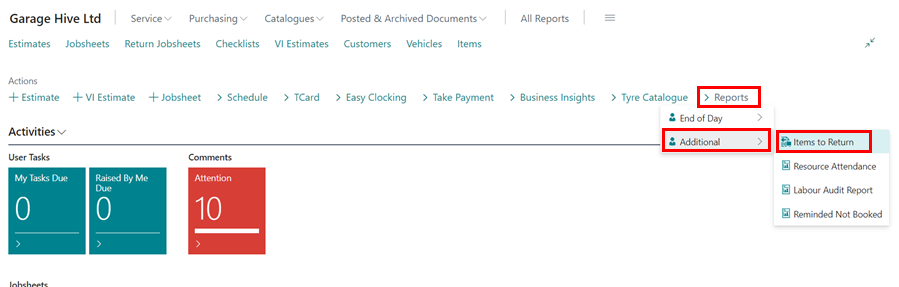 Garage Hive Ltd Service Purchasing Catalogues Posted & Archived Documents All Reports
Estimates Jobsheets Return Jobsheets Checklists VI Estimates Customers Vehicles Items
Actions
+ Estimate + VI Estimate + Jobsheet > Schedule > TCard > Easy Clocking > Take Payment > Business Insights > Tyre Catalogue > Reports
End of Day
Additional
Items to Return
Resource Attendance
Labour Audit Report
Reminded Not Booked
Activities
User Tasks
My Tasks Due
0
Raised By Me
Due
0
Comments
Attention
10
Jobsheets